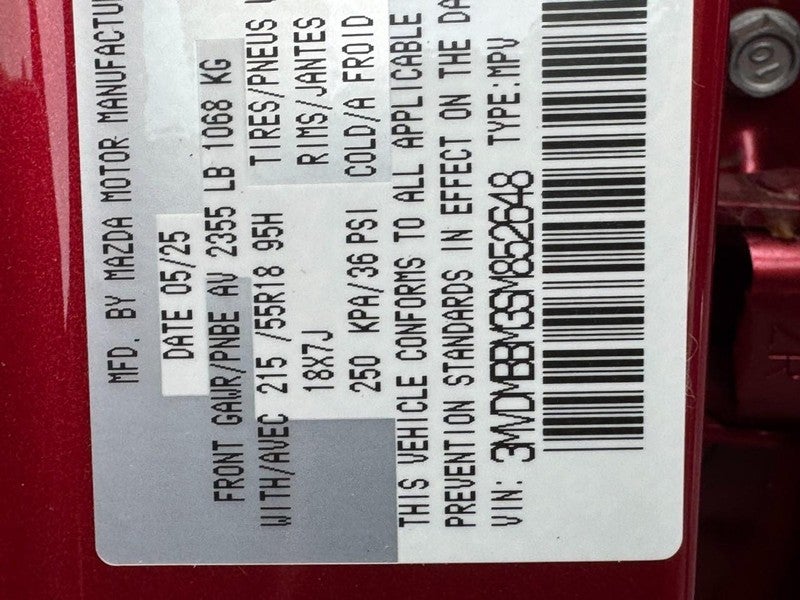 MFD. BY MAZDA MOTOR MANUFACTU
DATE 05/25
FRONT GAWR/PNBE AV 2355 LB 1068 KG
WITH/AVEC 215 /55R18 95H TIRES/PNEUS
18X7J RIMS/JANTES
250 KPA/36 PSI COLD/A FROID
THIS VEHICLE CONFORMS TO ALL APPLICABLE
PREVENTION STANDARDS IN EFFECT ON THE DA
VIN: 3MVDMBBM3SM852648 TYPE:MPV
10